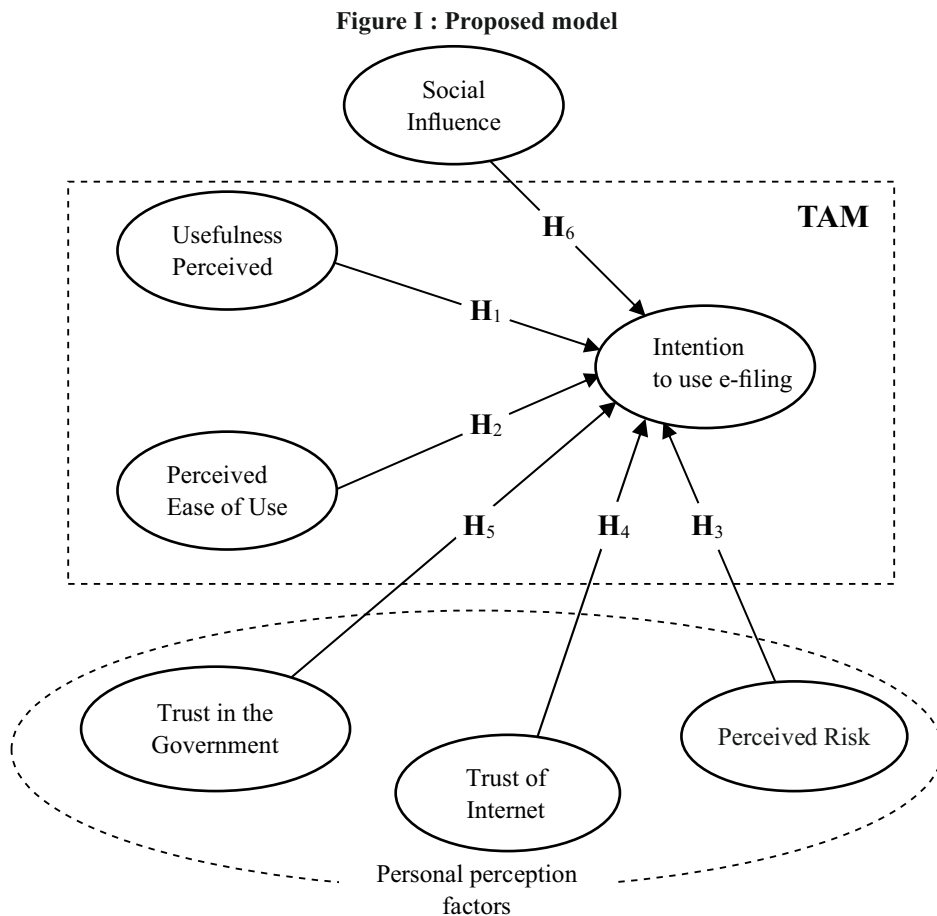 Figure I : Proposed model
Social
Influence
TAM
Usefulness
Perceived
H6
H1
Intention
to use e-filing
H2
Perceived
Ease of Use
H5
H4
H3
Trust in the
Government
Trust of
Internet
Perceived Risk
Personal perception
factors